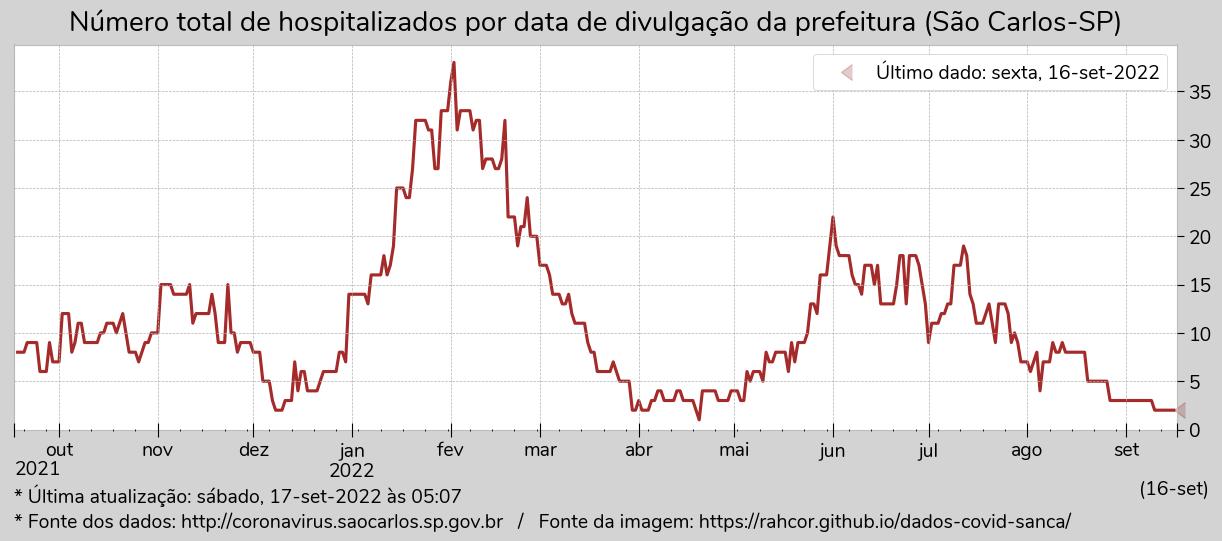 Número total de hospitalizados por data de divulgação da prefeitura (São Carlos-SP)
Último dado: sexta, 16-set-2022
35
30
25
20
15
10
5
0
out nov dez jan fev mar abr mai jun jul ago set
2021 2022
(16-set)
* Última atualização: sábado, 17-set-2022 às 05:07
* Fonte dos dados: http://coronavirus.saocarlos.sp.gov.br / Fonte da imagem: https://rahcor.github.io/dados-covid-sanca/